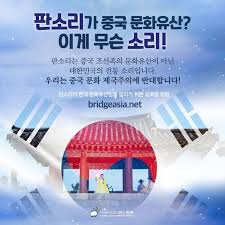 판소리가 중국 문화유산?
이게 무슨 소리!
판소리는 중국 조선족의 문화유산이 아닌
대한민국의 전통 소리입니다.
우리는 중국 문화 제국주의에 반대합니다!
bridgeasia.net